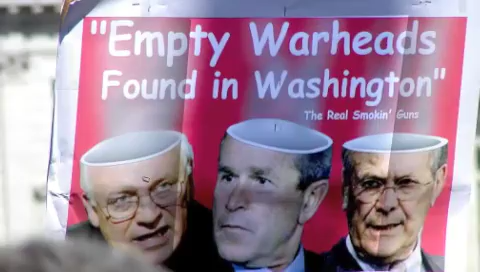 "Empty Warheads
Found in Washington"
The Real Smokin' Guns